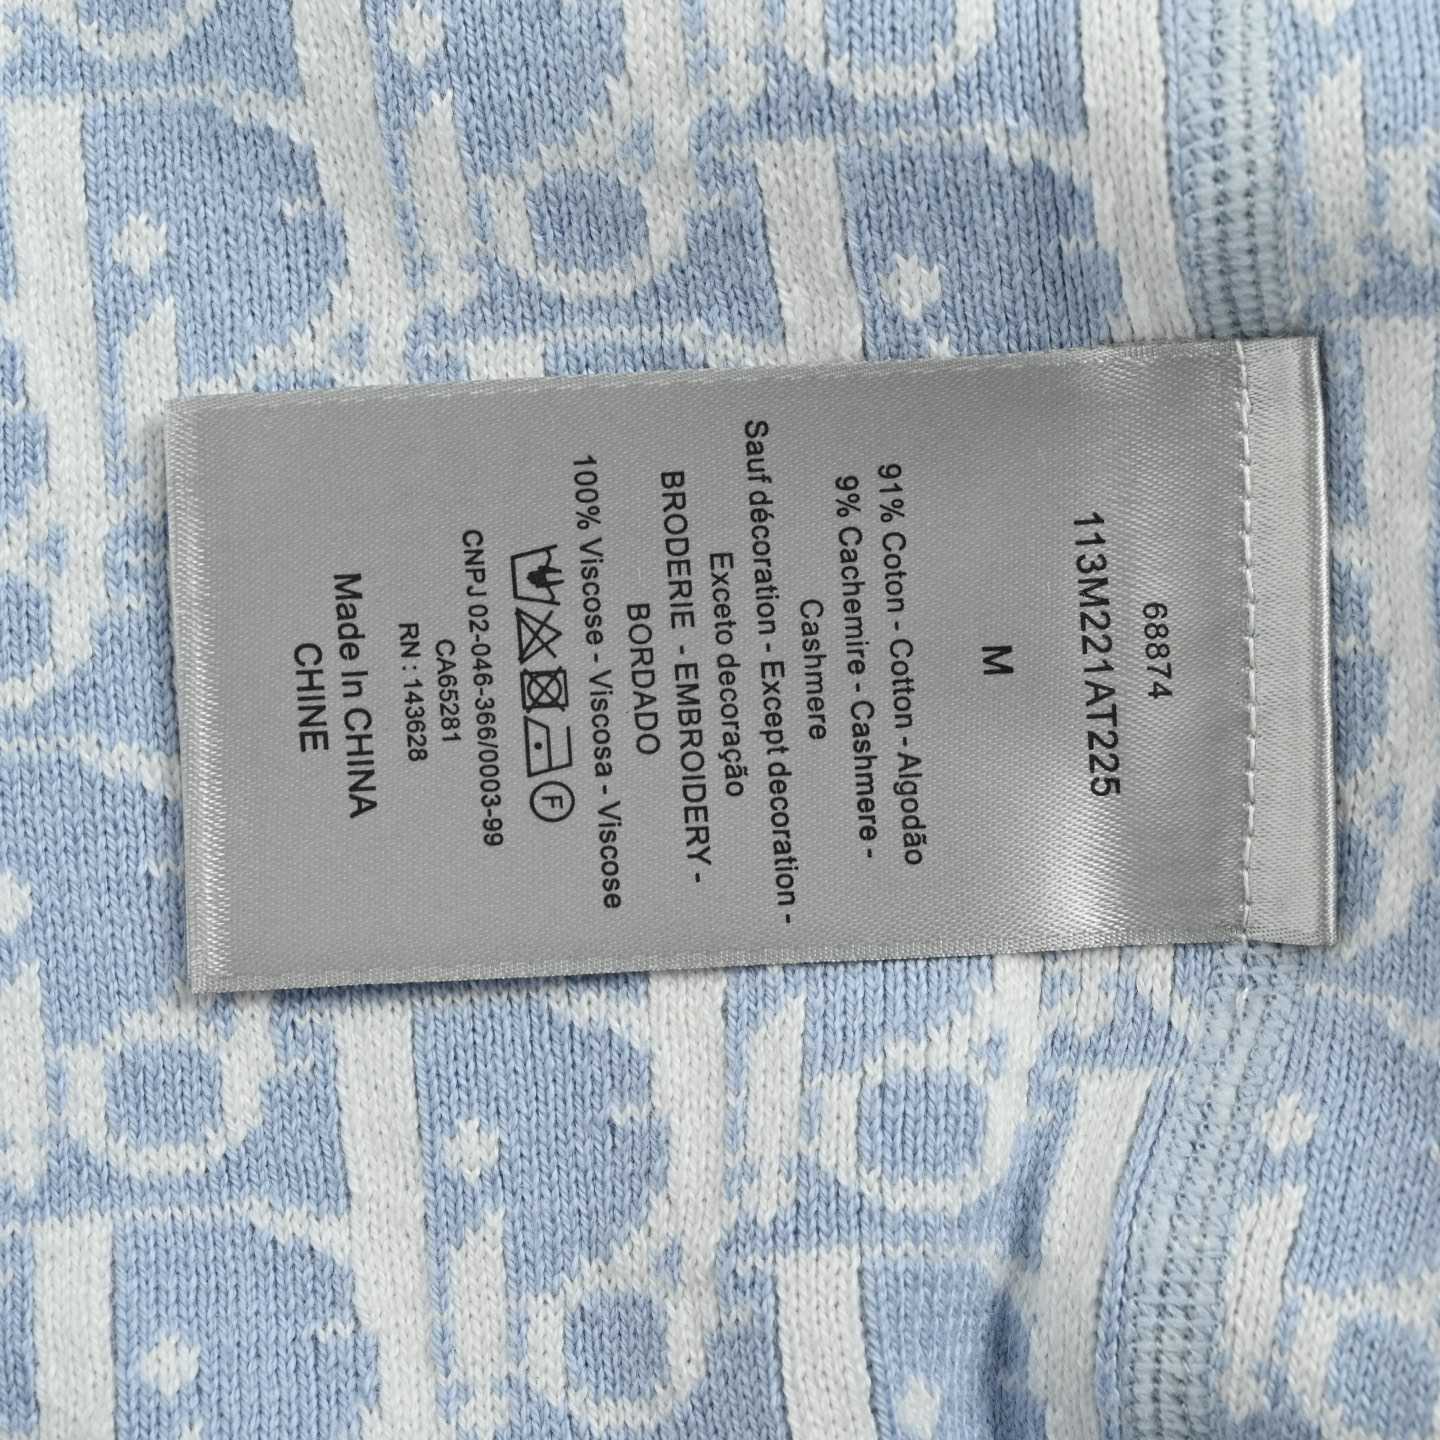 68874
113M221AT225
M
91% Coton - Cotton - Algodão
9% Cachemire - Cashmere -
Cashmere
Sauf décoration - Except decoration -
Exceto decoração
BRODERIE - EMBROIDERY -
BORDADO
100% Viscose - Viscosa - Viscose
F
CNPJ 02-046-366/0003-99
CA65281
RN : 143628
Made In CHINA
CHINE